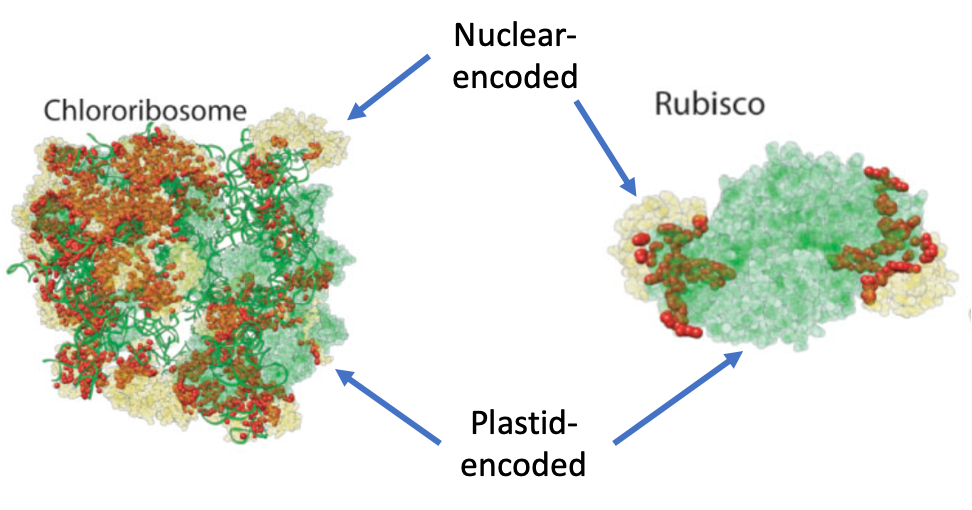 Nuclear-
encoded
Chlororibosome
Rubisco
Plastid-
encoded